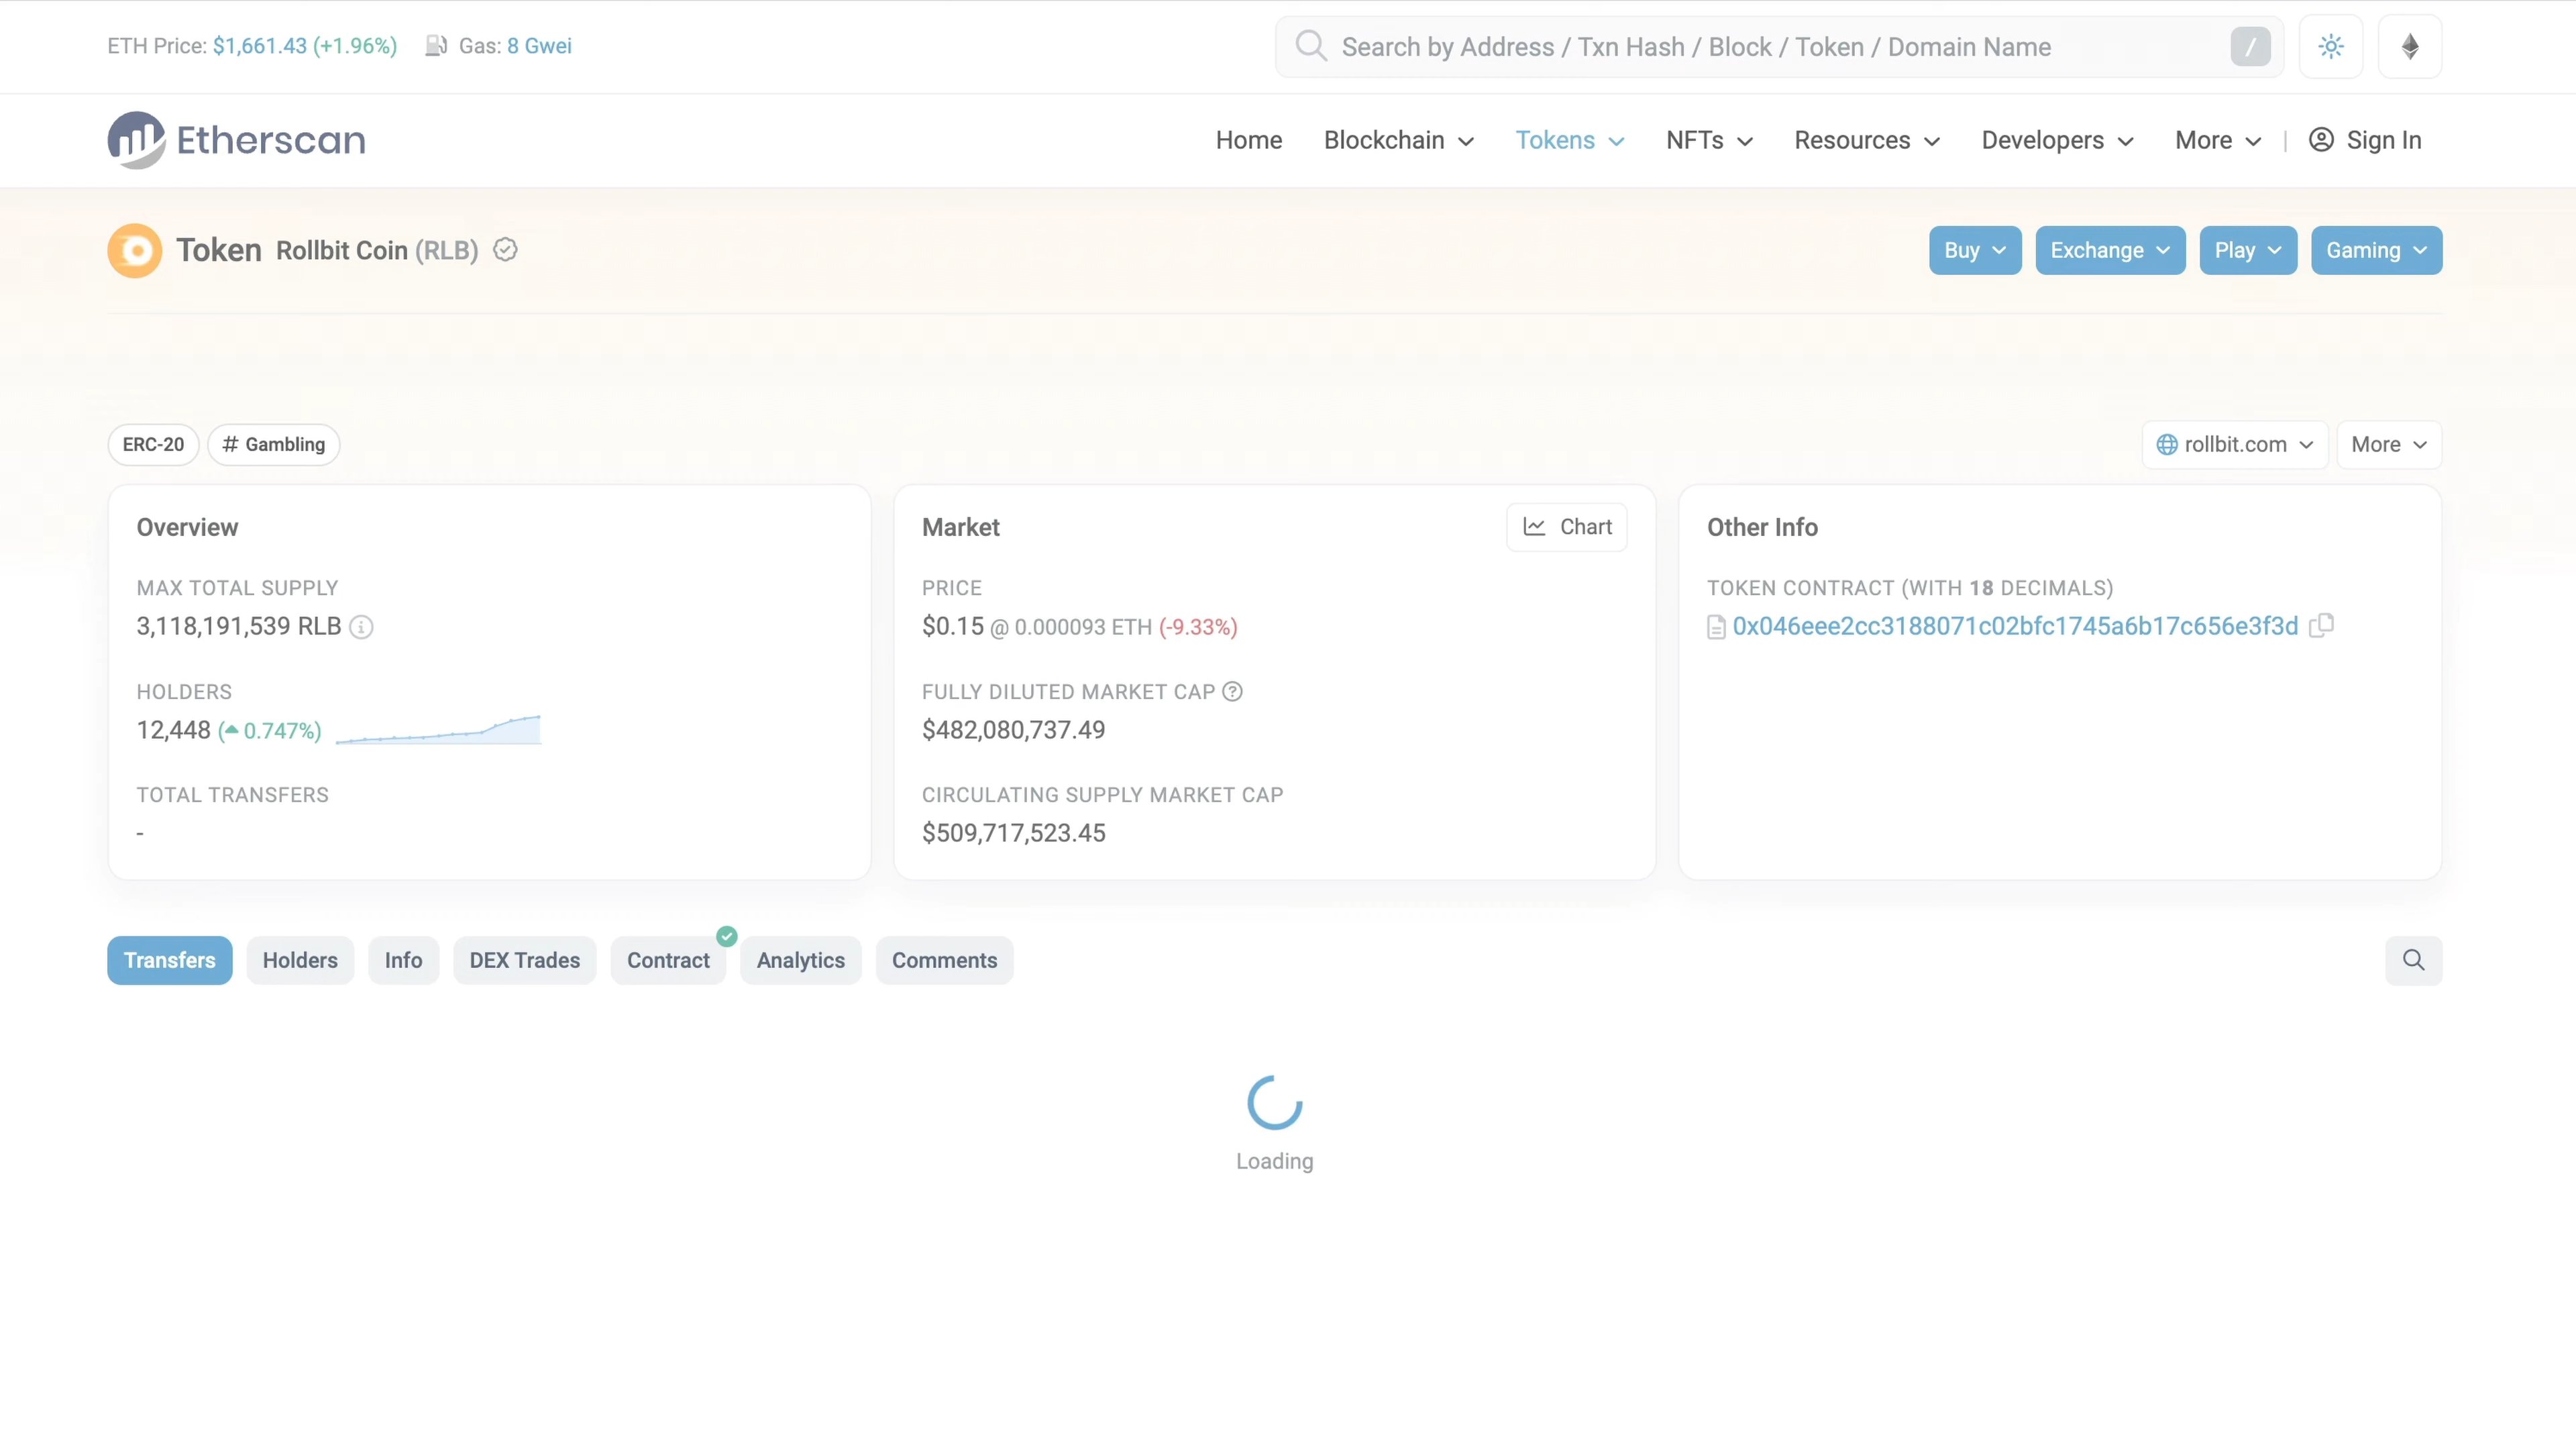 ETH Price: $1,661.43 (+1.96%) Gas: 8 Gwei
Search by Address / Txn Hash / Block / Token / Domain Name /
Etherscan
Home Blockchain Tokens NFTs Resources Developers More | Sign In
Token Rollbit Coin (RLB)
Buy Exchange Play Gaming
ERC-20 # Gambling
rollbit.com More
Overview
MAX TOTAL SUPPLY
3,118,191,539 RLB
HOLDERS
12,448 (0.747%)
TOTAL TRANSFERS
-
Market
Chart
PRICE
$0.15 @ 0.000093 ETH (-9.33%)
FULLY DILUTED MARKET CAP
$482,080,737.49
CIRCULATING SUPPLY MARKET CAP
$509,717,523.45
Other Info
TOKEN CONTRACT (WITH 18 DECIMALS)
0x046eee2cc3188071c02bfc1745a6b17c656e3f3d
Transfers Holders Info DEX Trades Contract Analytics Comments
Loading